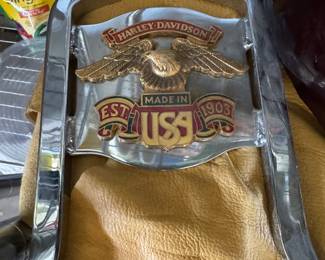 HARLEY-DAVIDSON
MADE IN
EST. 1903
USA